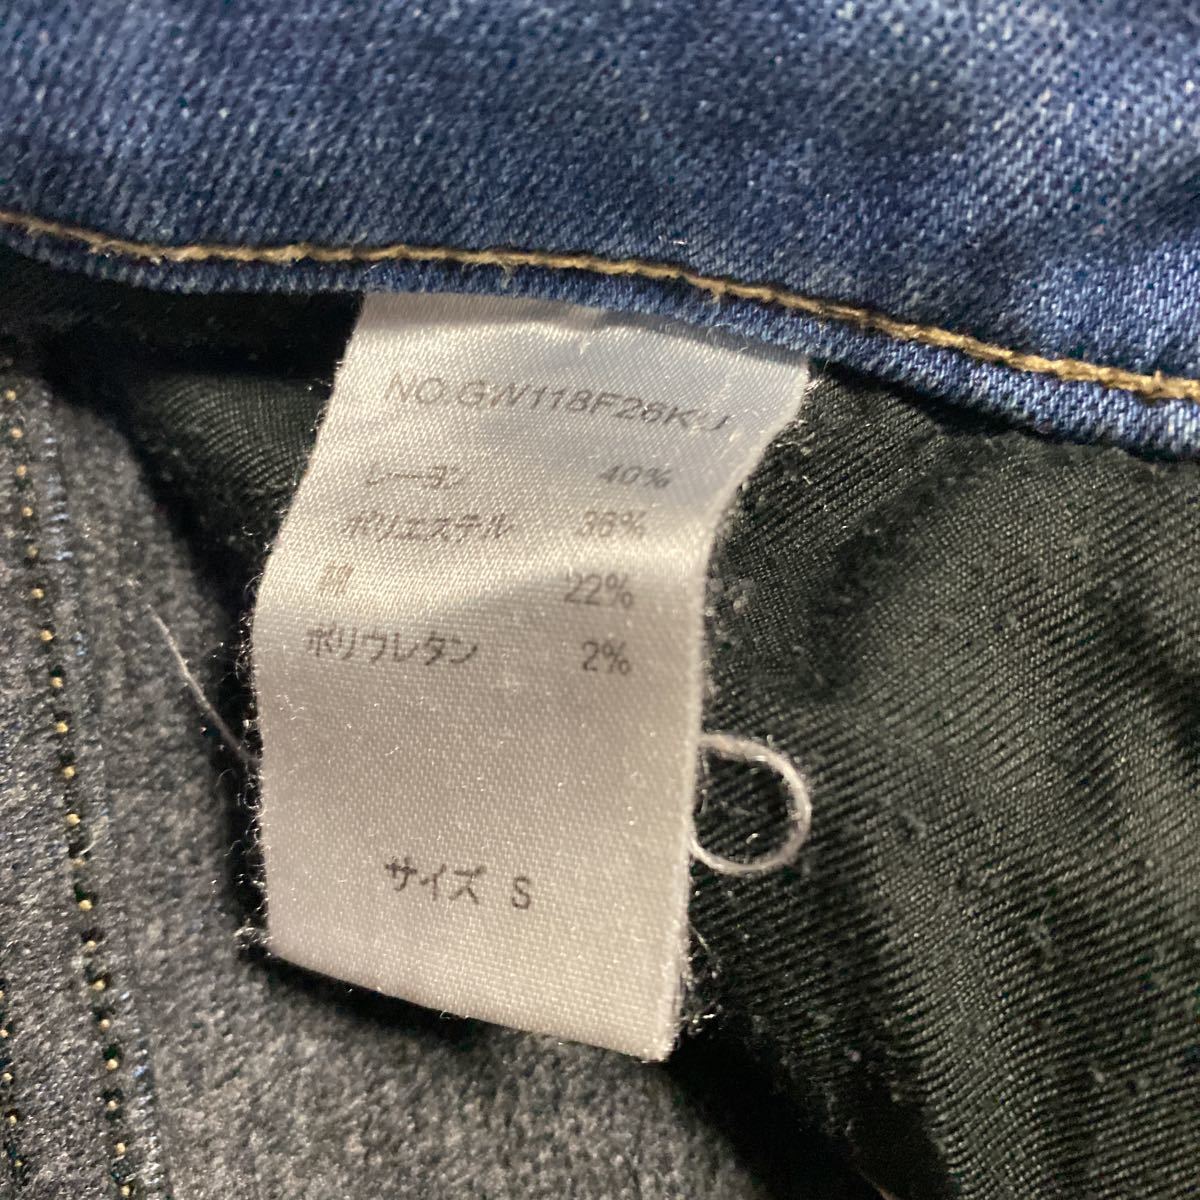 NO.GW118F26KU
レーヨン 40%
ポリエステル 36%
綿 22%
ポリウレタン 2%
サイズ S